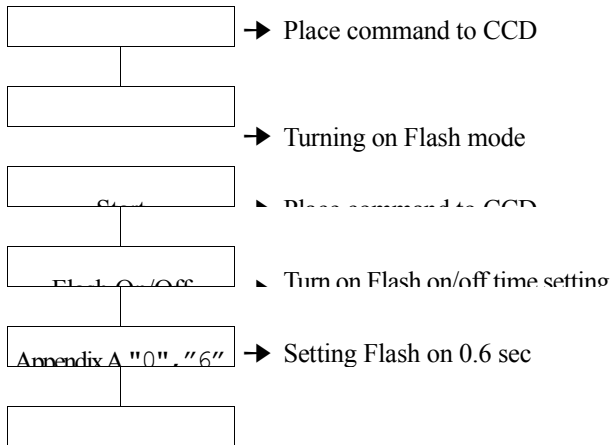 → Place command to CCD
→ Turning on Flash mode
Start → Place command to CCD
Flash On/Off → Turn on Flash on/off time setting
Appendix A "0", "6" → Setting Flash on 0.6 sec